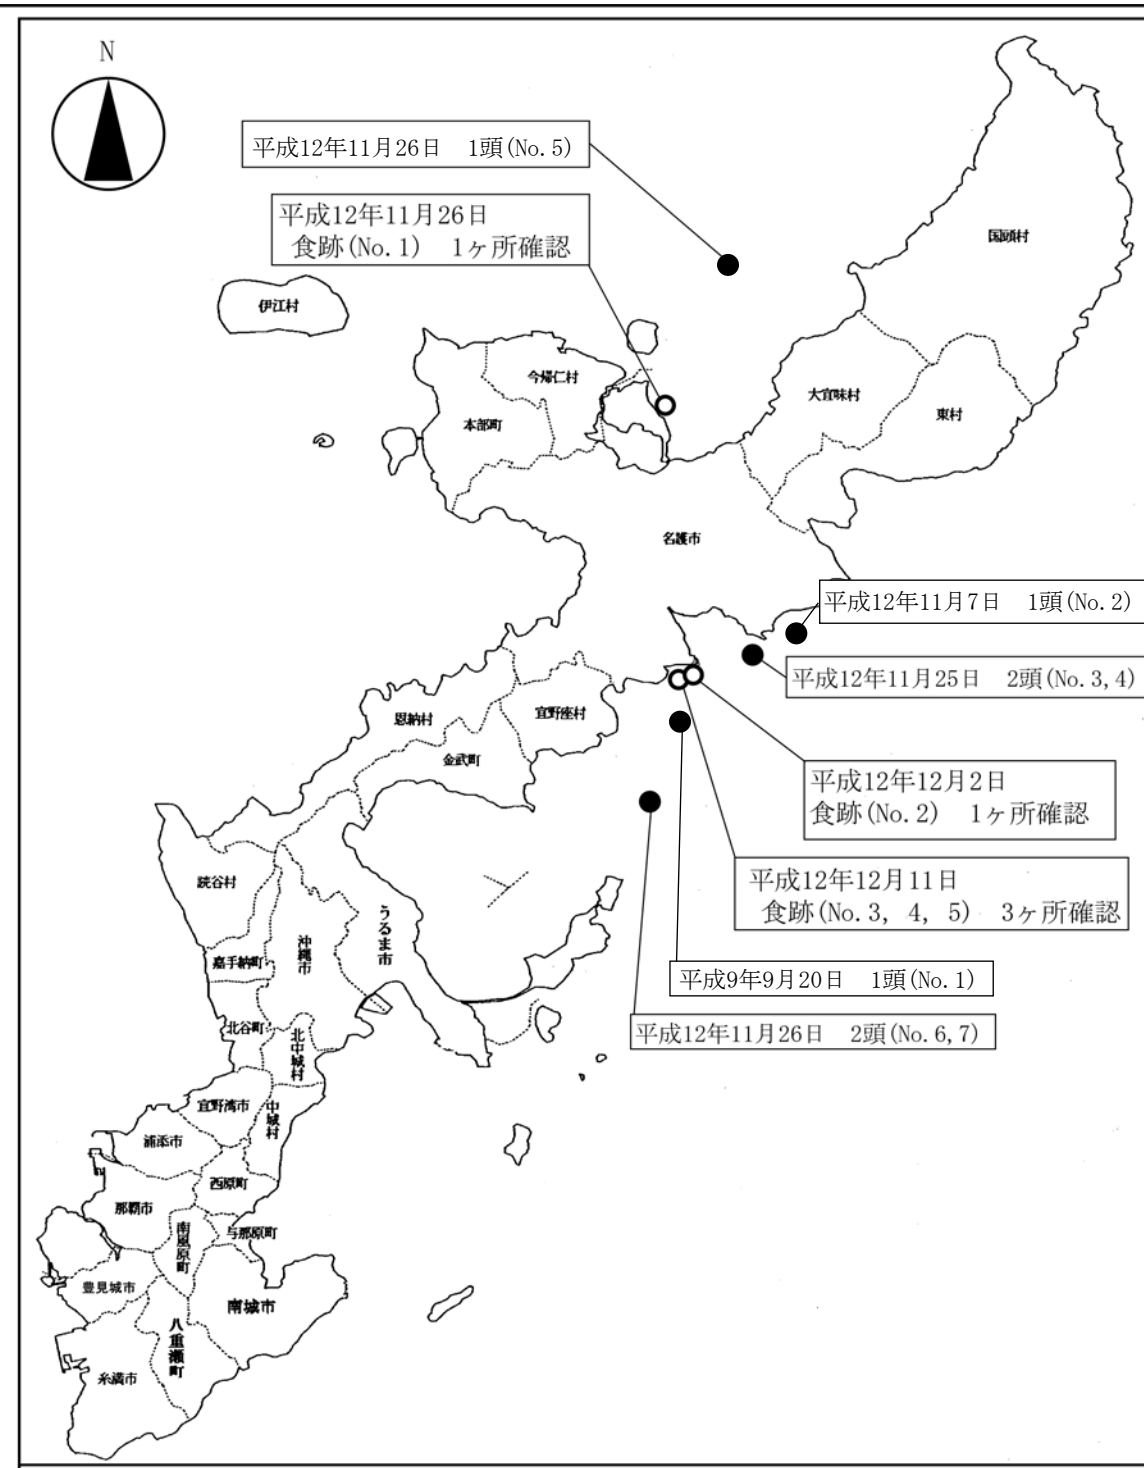 N
平成12年11月26日　1頭(No.5)
平成12年11月26日
食跡(No.1)　1ヶ所確認
国頭村
伊江村
今帰仁村
大宜味村
東村
本部町
名護市
平成12年11月7日　1頭(No.2)
平成12年11月25日　2頭(No.3,4)
恩納村
宜野座村
金武町
平成12年12月2日
食跡(No.2)　1ヶ所確認
平成12年12月11日
食跡(No.3, 4, 5)　3ヶ所確認
読谷村
うるま市
沖縄市
嘉手納町
平成9年9月20日　1頭(No.1)
平成12年11月26日　2頭(No.6,7)
北谷町
北中城村
宜野湾市
中城村
浦添市
西原町
那覇市
南風原町
与那原町
豊見城市
南城市
八重瀬町
糸満市